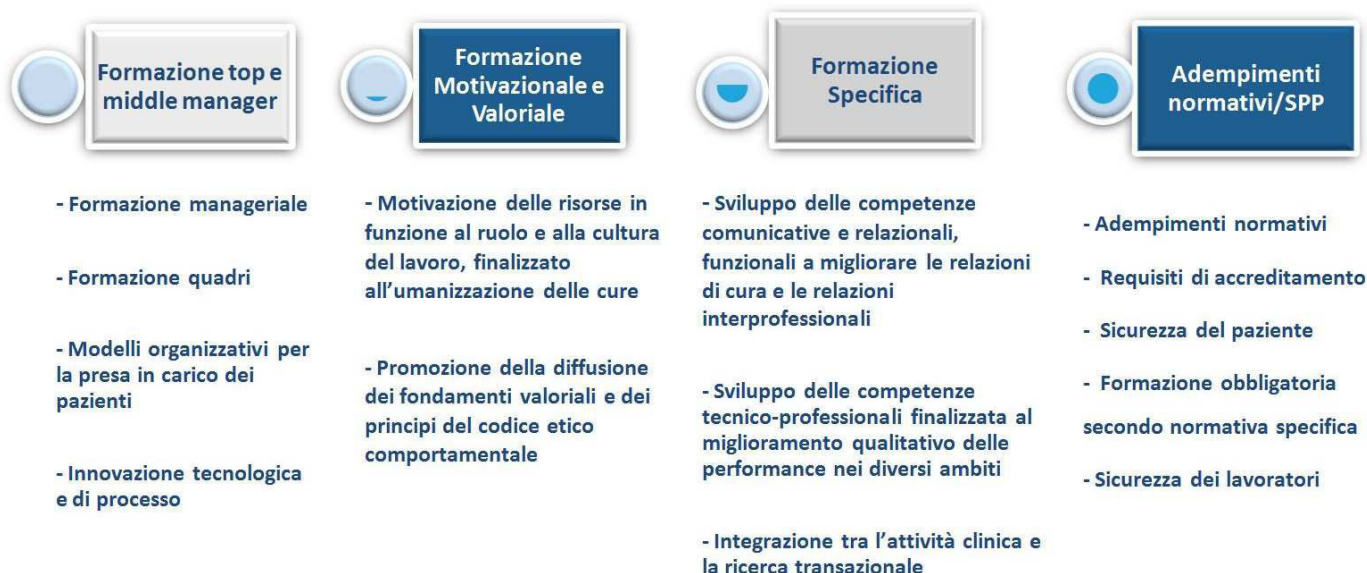 Formazione top e
middle manager
- Formazione manageriale
- Formazione quadri
- Modelli organizzativi per
la presa in carico dei
pazienti
- Innovazione tecnologica
e di processo
Formazione
Motivazionale e
Valoriale
- Motivazione delle risorse in
funzione al ruolo e alla cultura
del lavoro, finalizzato
all’umanizzazione delle cure
- Promozione della diffusione
dei fondamenti valoriali e dei
principi del codice etico
comportamentale
Formazione
Specifica
- Sviluppo delle competenze
comunicative e relazionali,
funzionali a migliorare le relazioni
di cura e le relazioni
interprofessionali
- Sviluppo delle competenze
tecnico-professionali finalizzata al
miglioramento qualitativo delle
performance nei diversi ambiti
- Integrazione tra l’attività clinica e
la ricerca transazionale
Adempimenti
normativi/SPP
- Adempimenti normativi
- Requisiti di accreditamento
- Sicurezza del paziente
- Formazione obbligatoria
secondo normativa specifica
- Sicurezza dei lavoratori